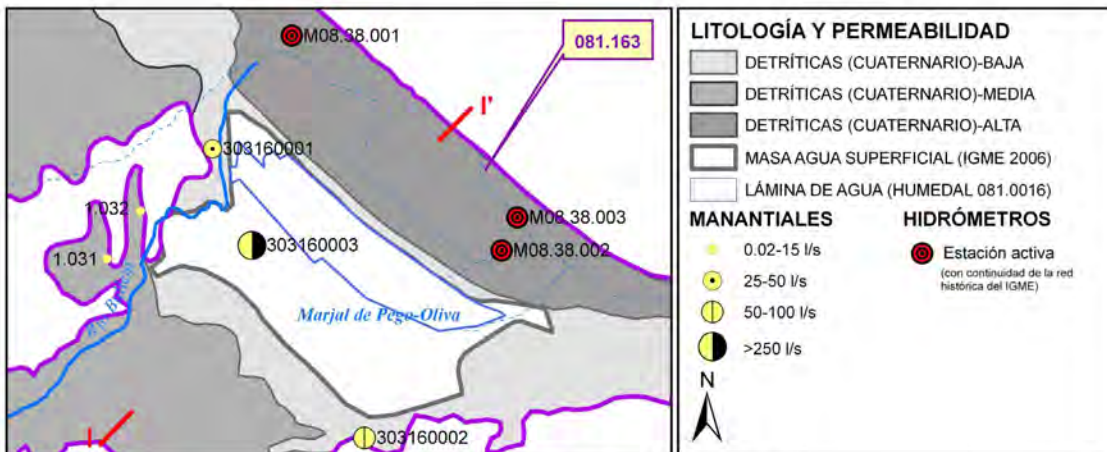 M08.38.001
081.163
I'
303160001
1.032
M08.38.003
303160003
M08.38.002
1.031
Marjal de Pego-Oliva
I
303160002
LITOLOGÍA Y PERMEABILIDAD
DETRÍTICAS (CUATERNARIO)-BAJA
DETRÍTICAS (CUATERNARIO)-MEDIA
DETRÍTICAS (CUATERNARIO)-ALTA
MASA AGUA SUPERFICIAL (IGME 2006)
LÁMINA DE AGUA (HUMEDAL 081.0016)
MANANTIALES
0.02-15 l/s
25-50 l/s
50-100 l/s
>250 l/s
N
HIDRÓMETROS
Estación activa
(con continuidad de la red
histórica del IGME)